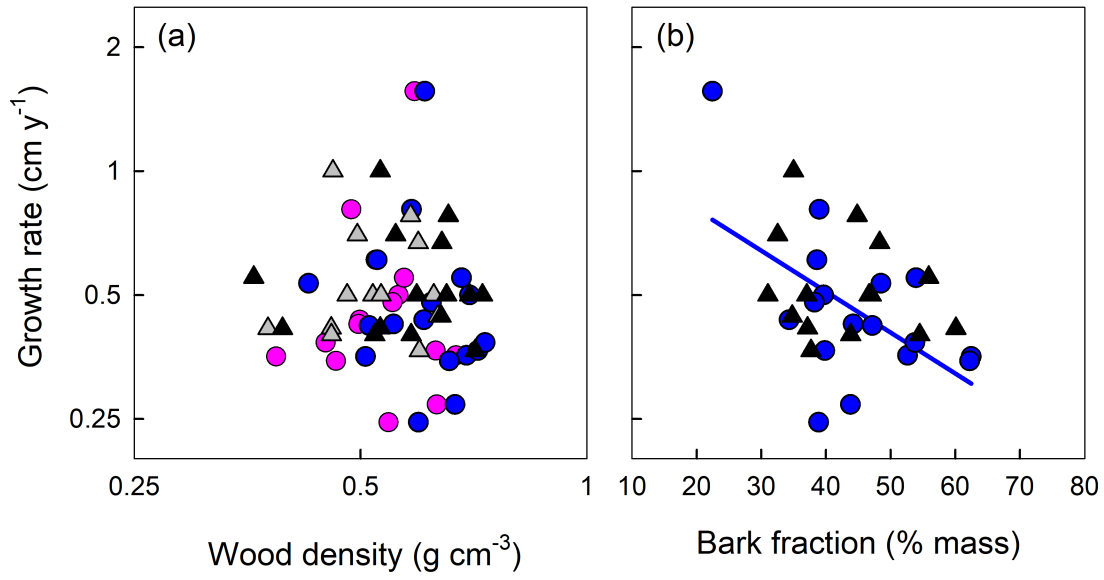 (a)
(b)
Growth rate (cm y⁻¹)
2
1
0.5
0.25
0.25 0.5 1
10 20 30 40 50 60 70 80
Wood density (g cm⁻³)
Bark fraction (% mass)